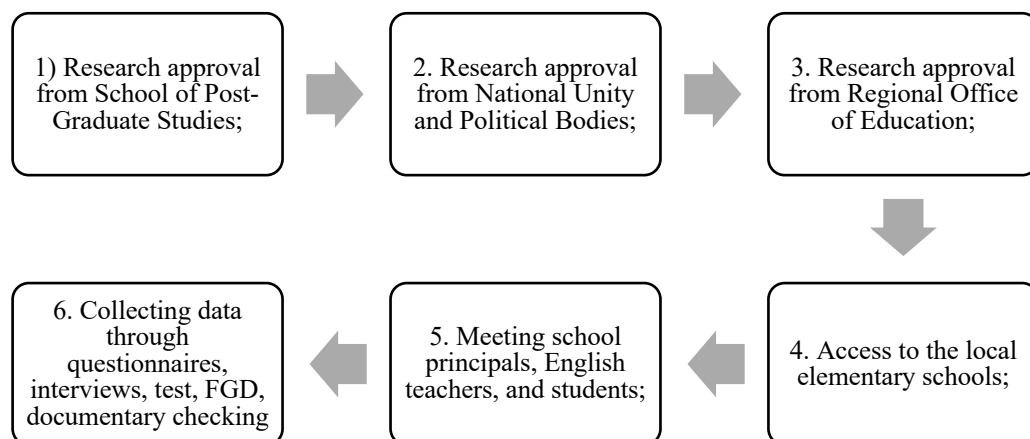 1) Research approval
from School of Post-
Graduate Studies;
2. Research approval
from National Unity
and Political Bodies;
3. Research approval
from Regional Office
of Education;
4. Access to the local
elementary schools;
5. Meeting school
principals, English
teachers, and students;
6. Collecting data
through
questionnaires,
interviews, test, FGD,
documentary checking